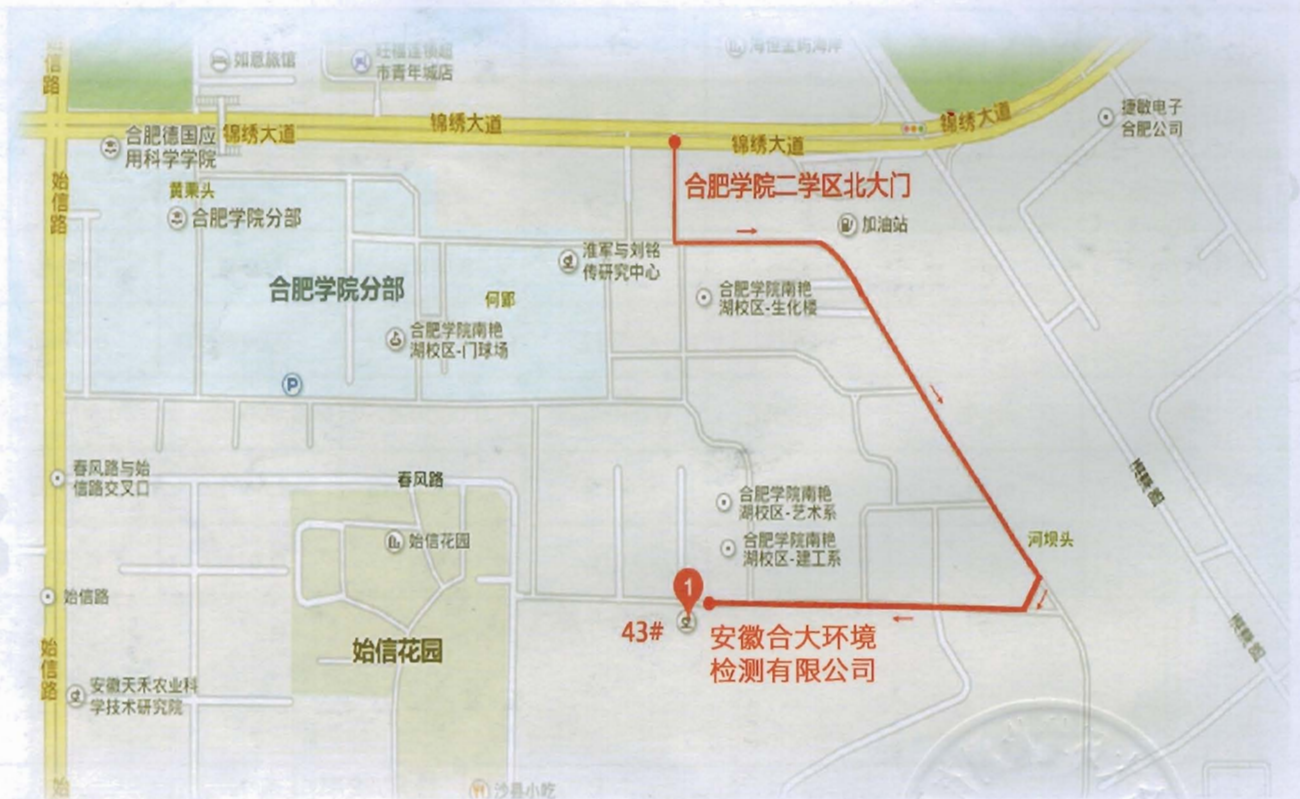 始信路
如意旅馆
旺福莲锁超
市青年城店
锦绣大道
锦绣大道
锦绣大道
锦绣大道
捷敏电子
合肥公司
合肥德国应
用科学学院
黄栗头
合肥学院分部
始信路
合肥学院二学区北大门
加油站
淮军与刘铭
传研究中心
合肥学院分部
何郢
合肥学院南艳
湖校区-生化楼
合肥学院南艳
湖校区-门球场
P
春风路与始
信路交叉口
春风路
合肥学院南艳
湖校区-艺术系
合肥学院南艳
湖校区-建工系
始信花园
河坝头
始信路
1
43#
安徽合大环境
检测有限公司
始信花园
始信路
安徽天禾农业科
学技术研究院
沙县小吃
始